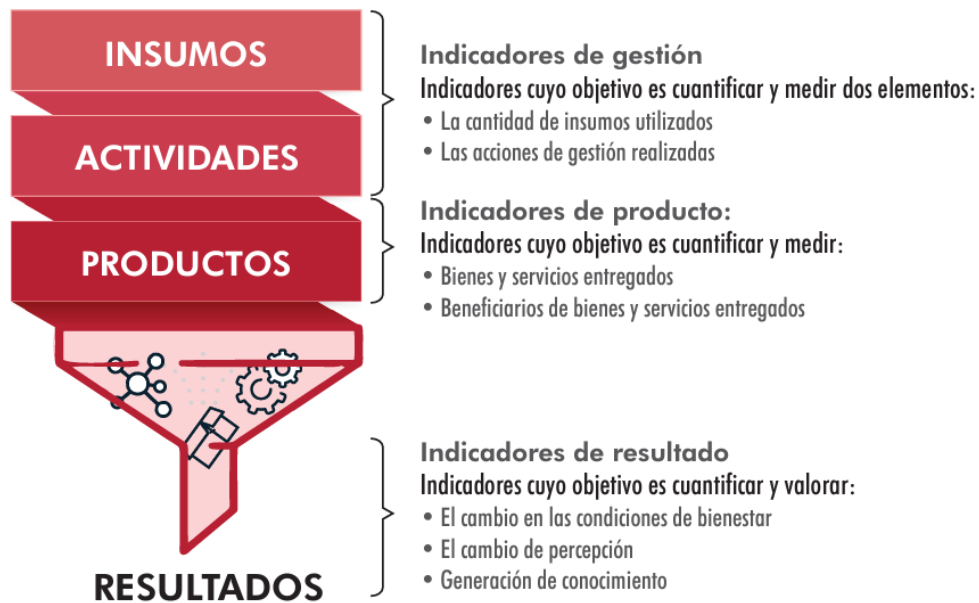 INSUMOS
ACTIVIDADES
PRODUCTOS
RESULTADOS
Indicadores de gestión
Indicadores cuyo objetivo es cuantificar y medir dos elementos:
• La cantidad de insumos utilizados
• Las acciones de gestión realizadas
Indicadores de producto:
Indicadores cuyo objetivo es cuantificar y medir:
• Bienes y servicios entregados
• Beneficiarios de bienes y servicios entregados
Indicadores de resultado
Indicadores cuyo objetivo es cuantificar y valorar:
• El cambio en las condiciones de bienestar
• El cambio de percepción
• Generación de conocimiento